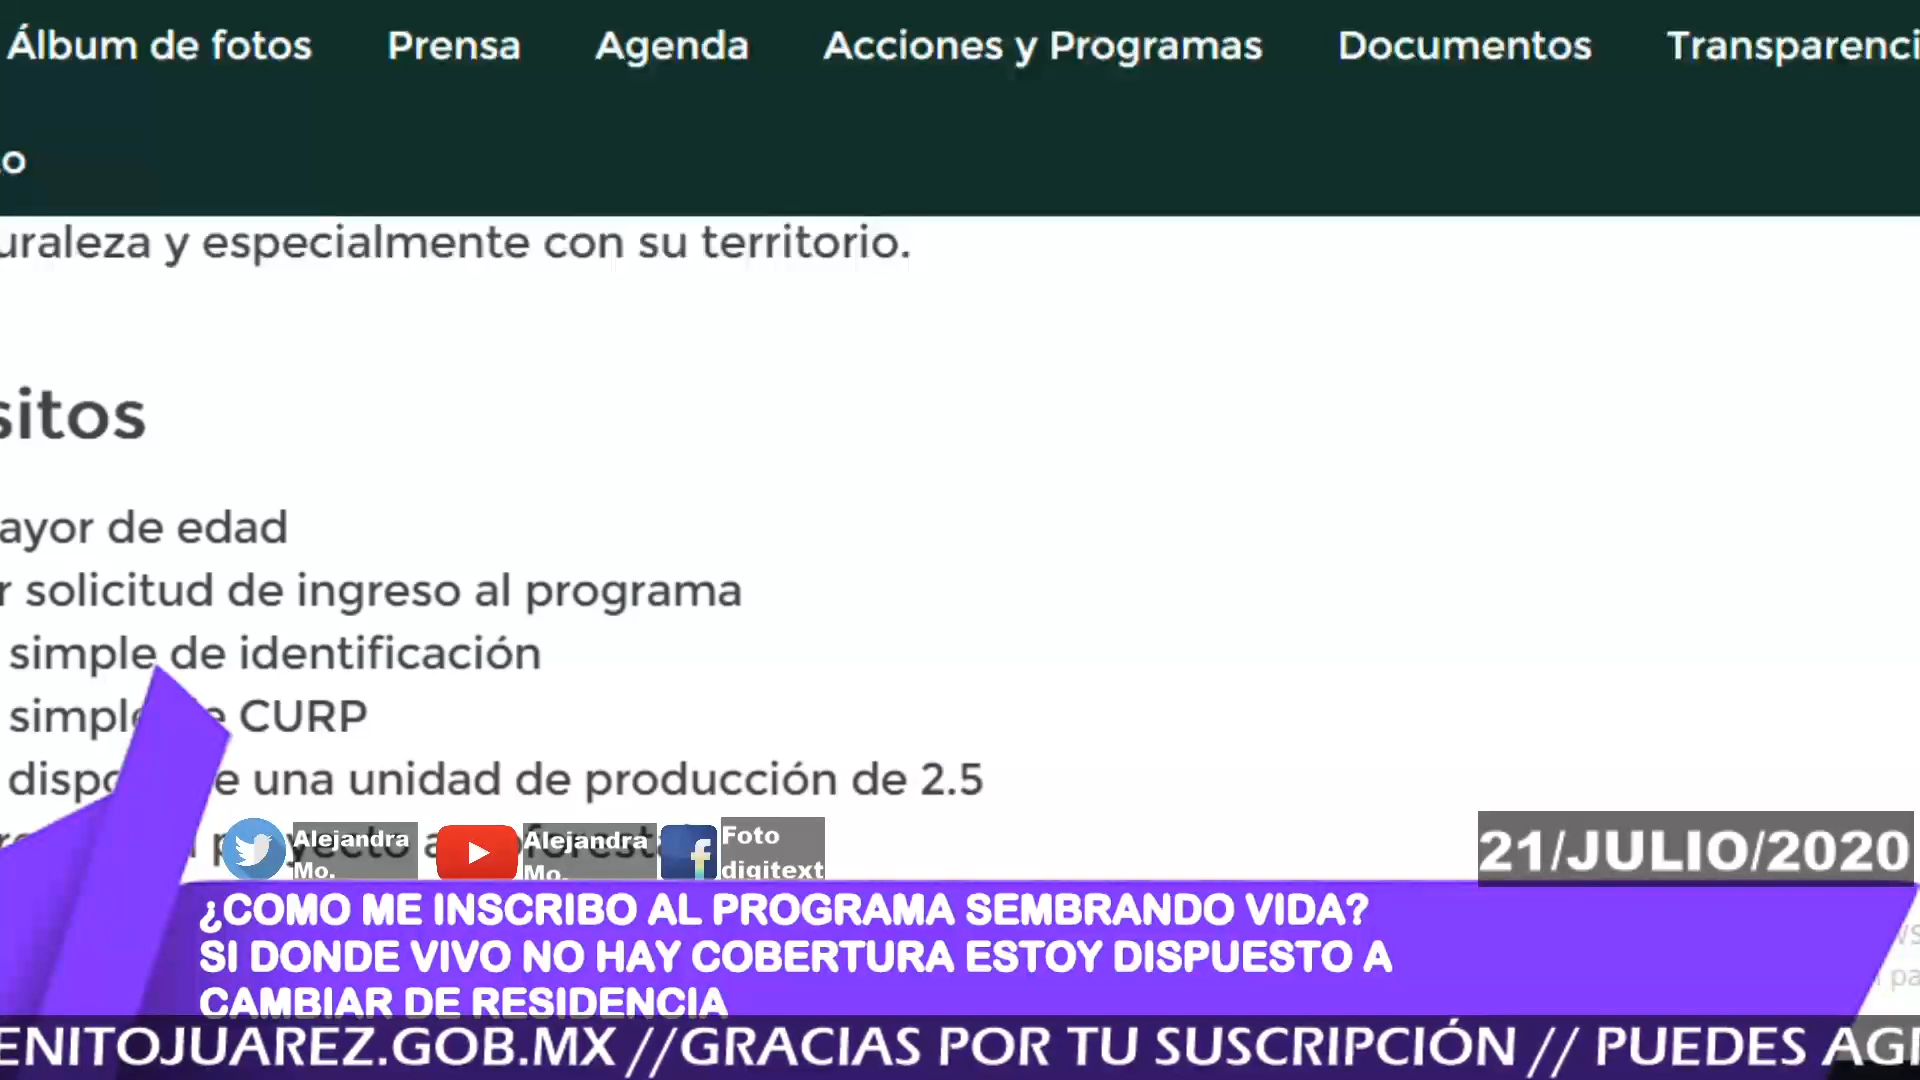 Álbum de fotos Prensa Agenda Acciones y Programas Documentos Transparenci
to
uraleza y especialmente con su territorio.
sitos
ayor de edad
r solicitud de ingreso al programa
simple de identificación
simple de CURP
una unidad de producción de 2.5
Alejandra Mo.
Alejandra Mo.
Foto digitext
21/JULIO/2020
¿COMO ME INSCRIBO AL PROGRAMA SEMBRANDO VIDA?
SI DONDE VIVO NO HAY COBERTURA ESTOY DISPUESTO A
CAMBIAR DE RESIDENCIA
ENITOJUAREZ.GOB.MX //GRACIAS POR TU SUSCRIPCIÓN // PUEDES AG